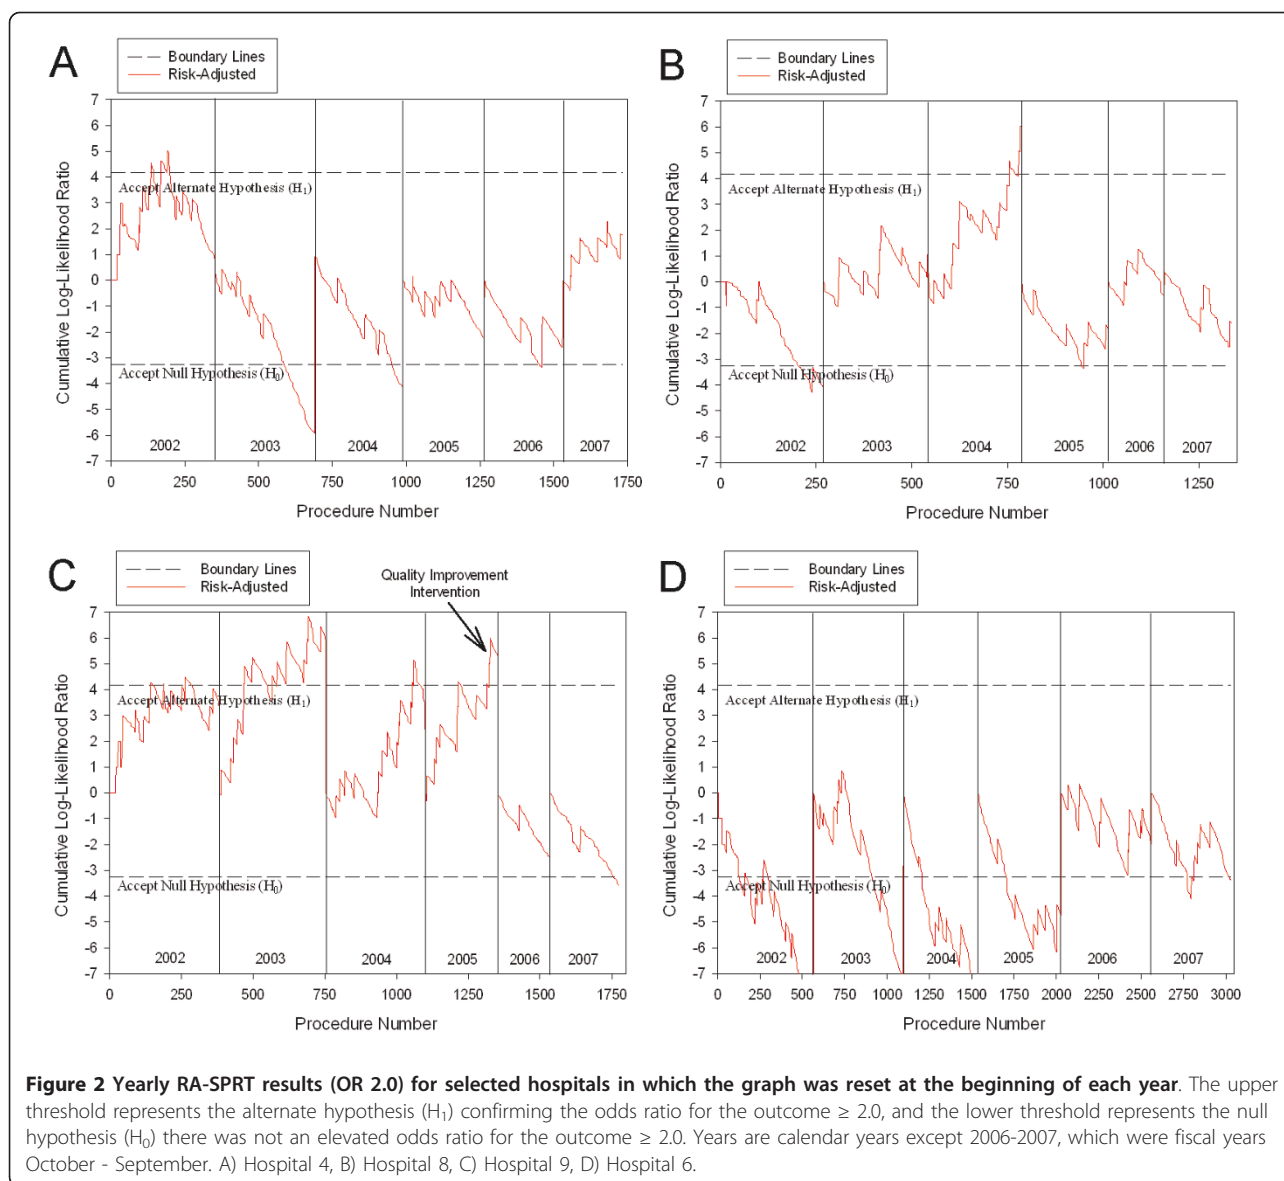 A
Boundary Lines
Risk-Adjusted
Cumulative Log-Likelihood Ratio
7
6
5
4
3
2
1
0
-1
-2
-3
-4
-5
-6
-7
Accept Alternate Hypothesis (H1)
Accept Null Hypothesis (H0)
2002 2003 2004 2005 2006 2007
0 250 500 750 1000 1250 1500 1750
Procedure Number
B
Boundary Lines
Risk-Adjusted
Cumulative Log-Likelihood Ratio
7
6
5
4
3
2
1
0
-1
-2
-3
-4
-5
-6
-7
Accept Alternate Hypothesis (H1)
Accept Null Hypothesis (H0)
2002 2003 2004 2005 2006 2007
0 250 500 750 1000 1250
Procedure Number
C
Boundary Lines
Risk-Adjusted
Quality Improvement
Intervention
Cumulative Log-Likelihood Ratio
7
6
5
4
3
2
1
0
-1
-2
-3
-4
-5
-6
-7
Accept Alternate Hypothesis (H1)
Accept Null Hypothesis (H0)
2002 2003 2004 2005 2006 2007
0 250 500 750 1000 1250 1500 1750
Procedure Number
D
Boundary Lines
Risk-Adjusted
Cumulative Log-Likelihood Ratio
7
6
5
4
3
2
1
0
-1
-2
-3
-4
-5
-6
-7
Accept Alternate Hypothesis (H1)
Accept Null Hypothesis (H0)
2002 2003 2004 2005 2006 2007
0 250 500 750 1000 1250 1500 1750 2000 2250 2500 2750 3000
Procedure Number
Figure 2 Yearly RA-SPRT results (OR 2.0) for selected hospitals in which the graph was reset at the beginning of each year. The upper
threshold represents the alternate hypothesis (H1) confirming the odds ratio for the outcome ≥ 2.0, and the lower threshold represents the null
hypothesis (H0) there was not an elevated odds ratio for the outcome ≥ 2.0. Years are calendar years except 2006-2007, which were fiscal years
October - September. A) Hospital 4, B) Hospital 8, C) Hospital 9, D) Hospital 6.